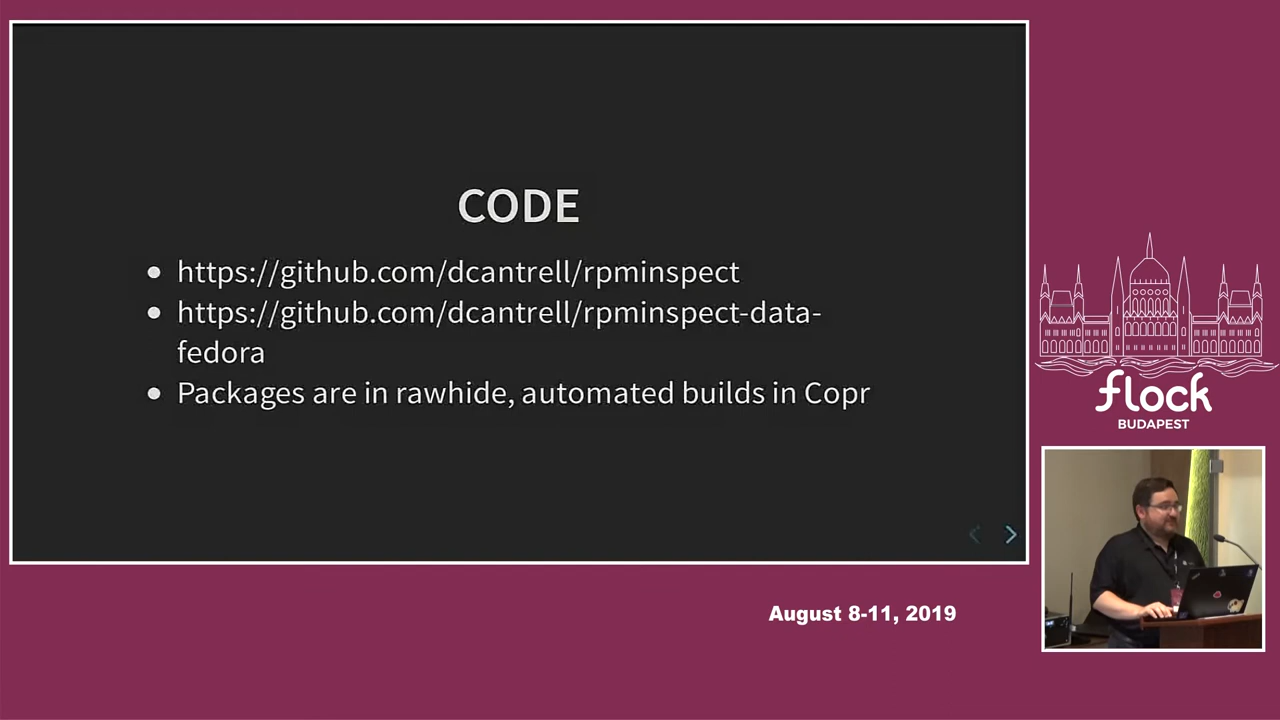 CODE
https://github.com/dcantrell/rpminspect
https://github.com/dcantrell/rpminspect-data-
fedora
Packages are in rawhide, automated builds in Copr
flock
BUDAPEST
August 8-11, 2019